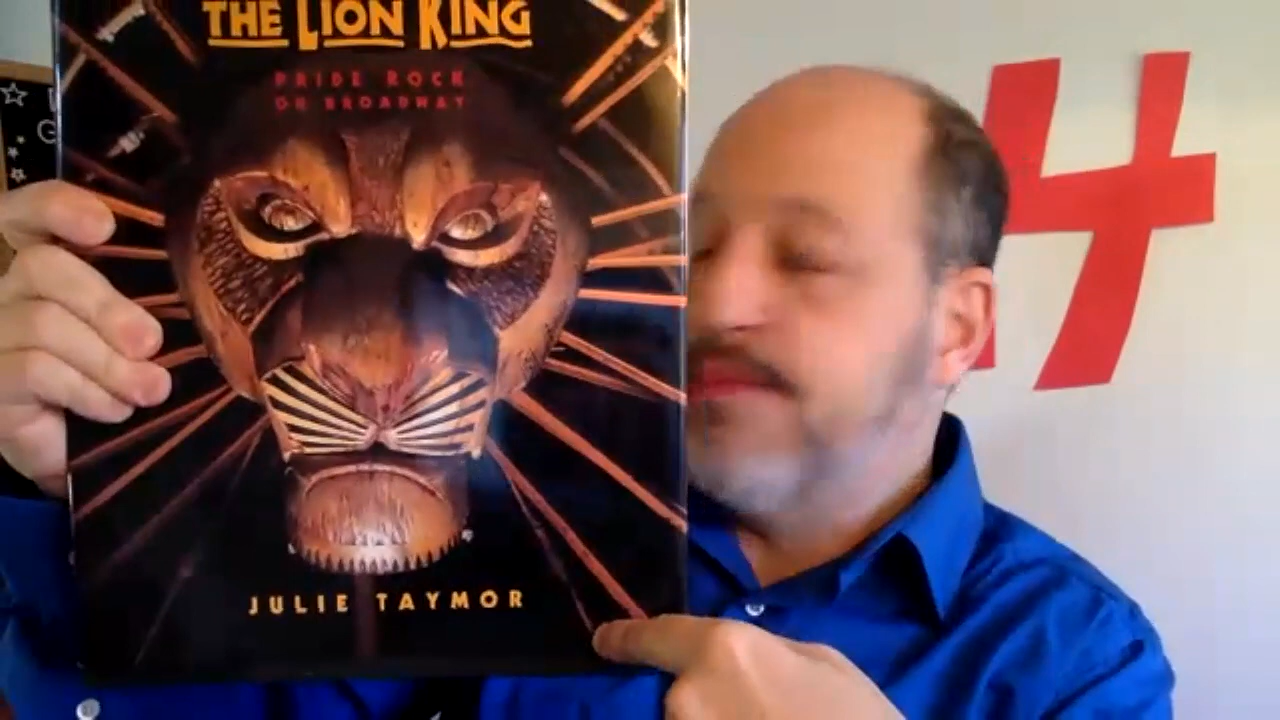 THE LION KING
PRIDE ROCK
ON BROADWAY
JULIE TAYMOR